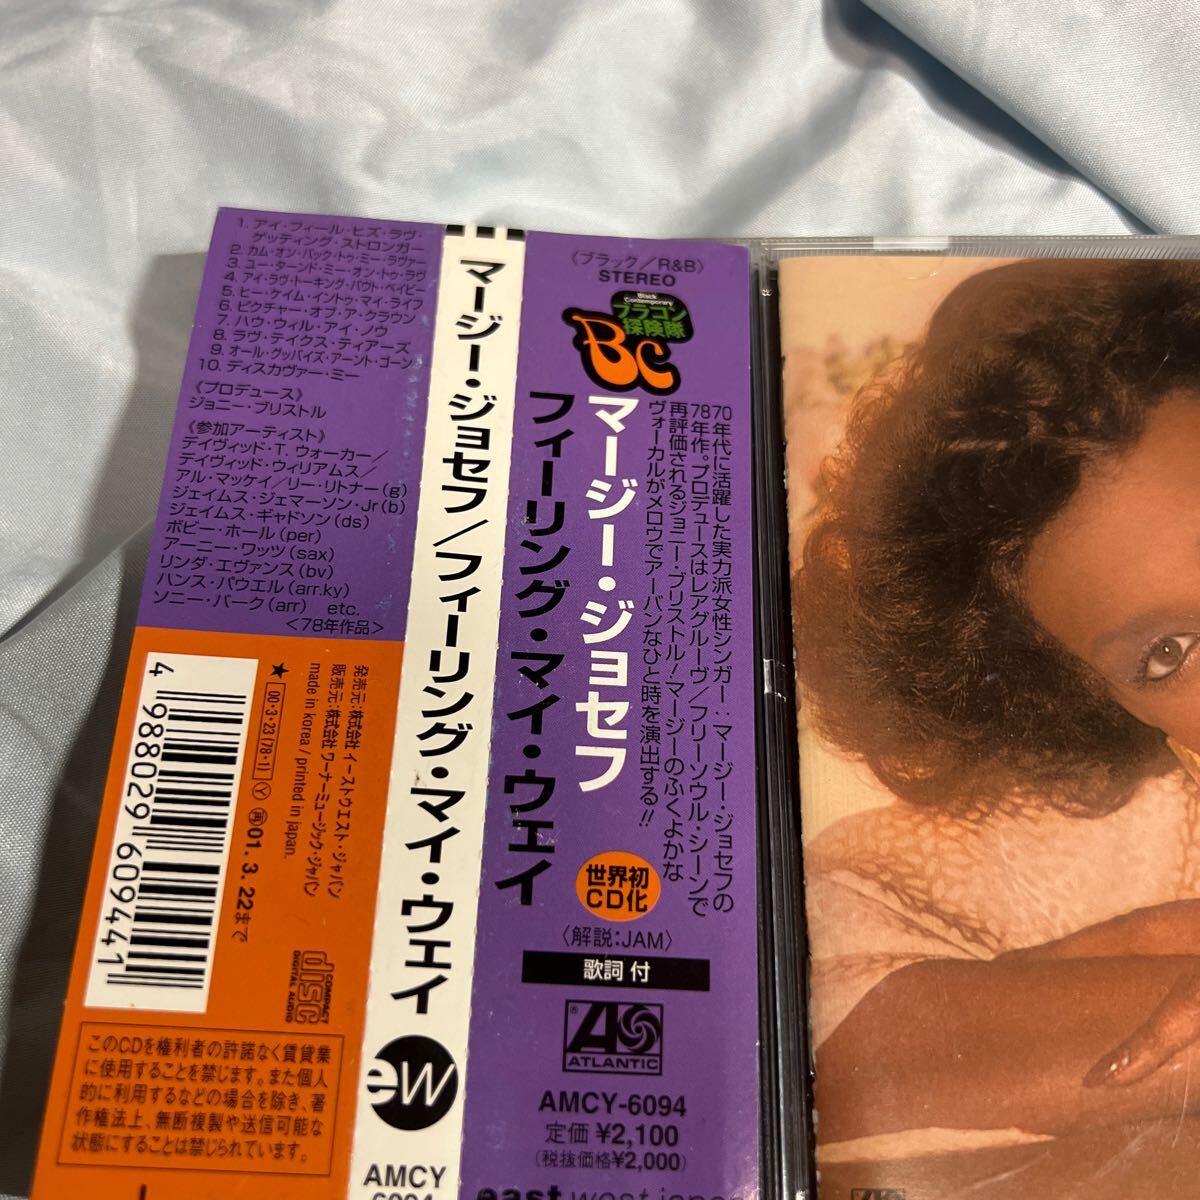 1. アイ・フィール・ヒズ・ラヴ・
ゲッティング・ストロンガー
2. カム・オン・バック・トゥ・ミー・ラヴァー
3. ユー・ターンド・ミー・オン・トゥ・ラヴ
4. アイ・ラヴ・トーキング・バウト・ベイビー
5. ヒー・ケイム・イントゥ・マイ・ライフ
6. ピクチャー・オブ・ア・クラウン
7. ハウ・ウィル・アイ・ノウ
8. ラヴ・テイクス・ティアーズ
9. オール・グッバイズ・アーント・ゴーン
10. ディスカヴァー・ミー
《プロデュース》
ジョニー・ブリストル
《参加アーティスト》
デイヴィッド・T. ウォーカー/
デイヴィッド・ウィリアムス/
アル・マッケイ/リー・リトナー(g)
ジェイムス・ジェマーソン・Jr(b)
ジェイムス・ギャドソン(ds)
ボビー・ホール(per)
アーニー・ワッツ(sax)
リンダ・エヴァンス(bv)
ハンス・パウエル(arr.ky)
ソニー・バーク(arr) etc.
<78年作品>
発売元:株式会社 イーストウエスト・ジャパン
販売元:株式会社 ワーナーミュージック・ジャパン
made in korea / printed in japan.
★ 00・3・23 (78・1) Y 再 01. 3. 22まで
4 988029 609441
COMPACT
disc
DIGITAL AUDIO
このCDを権利者の許諾なく賃貸業
に使用することを禁じます。また個人
的に利用するなどの場合を除き、著
作権法上、無断複製や送信可能な
状態にすることは禁じられています。
マージー・ジョセフ/フィーリング・マイ・ウェイ
eW
AMCY
6094
〈ブラック/R&B〉
STEREO
Black
Contemporary
ブラコン
探険隊
BC
マージー・ジョセフ
フィーリング・マイ・ウェイ
70年代に活躍した実力派女性シンガー:マージー・ジョセフの
78年作。プロデュースはレアグルーヴ/フリーソウル・シーンで
再評価されるジョニー・ブリストル!マージーのふくよかな
ヴォーカルがメロウでアーバンなひと時を演出する!!
世界初
CD化
〈解説:JAM〉
歌詞付
ATLANTIC
AMCY-6094
定価 ¥2,100
(税抜価格¥2,000)
east west japan